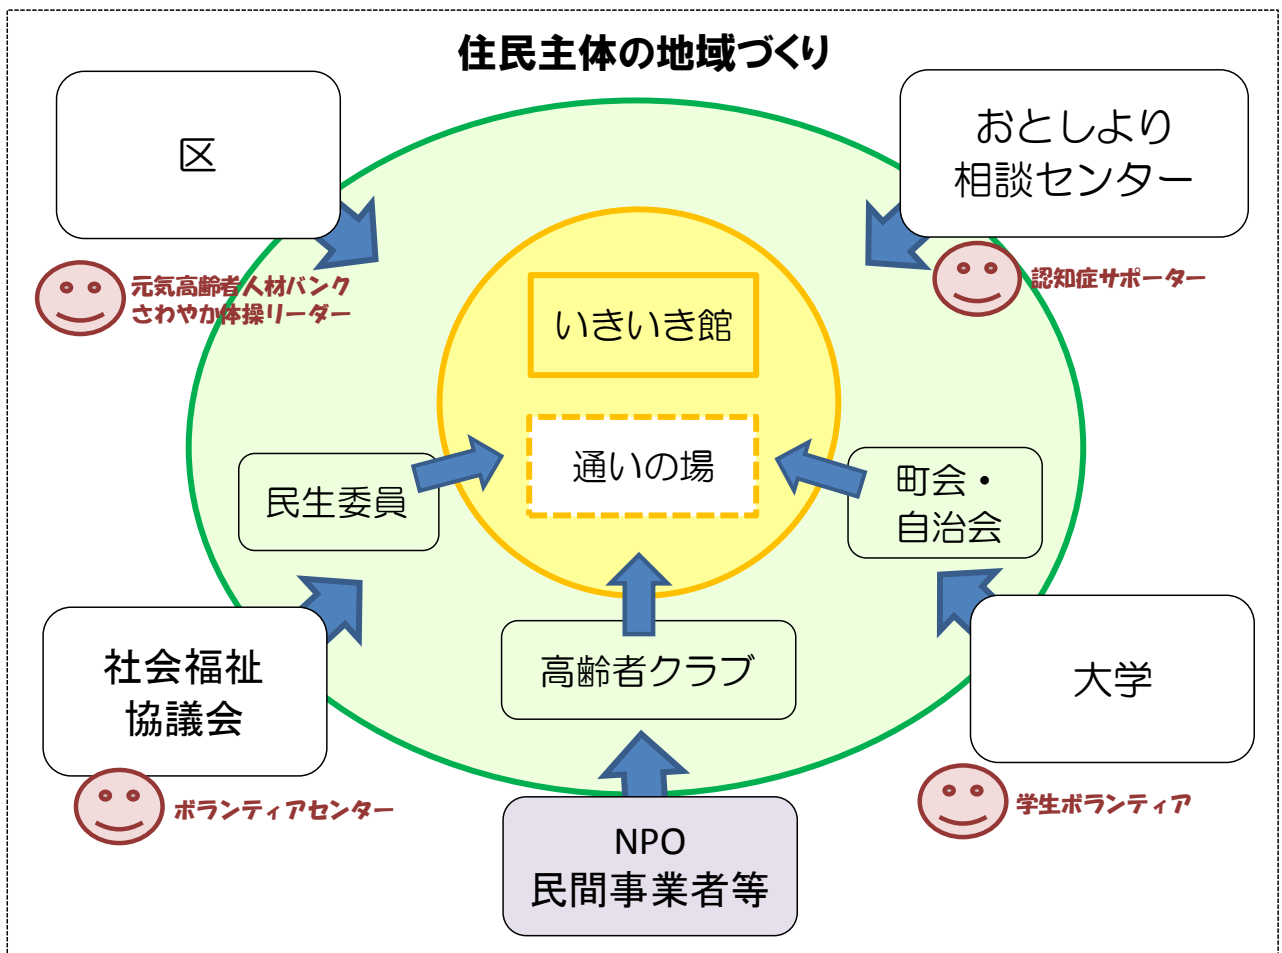 住民主体の地域づくり
区
おとしより
相談センター
元気高齢者人材バンク
さわやか体操リーダー
認知症サポーター
いきいき館
通いの場
民生委員
町会・
自治会
社会福祉
協議会
高齢者クラブ
大学
ボランティアセンター
学生ボランティア
NPO
民間事業者等